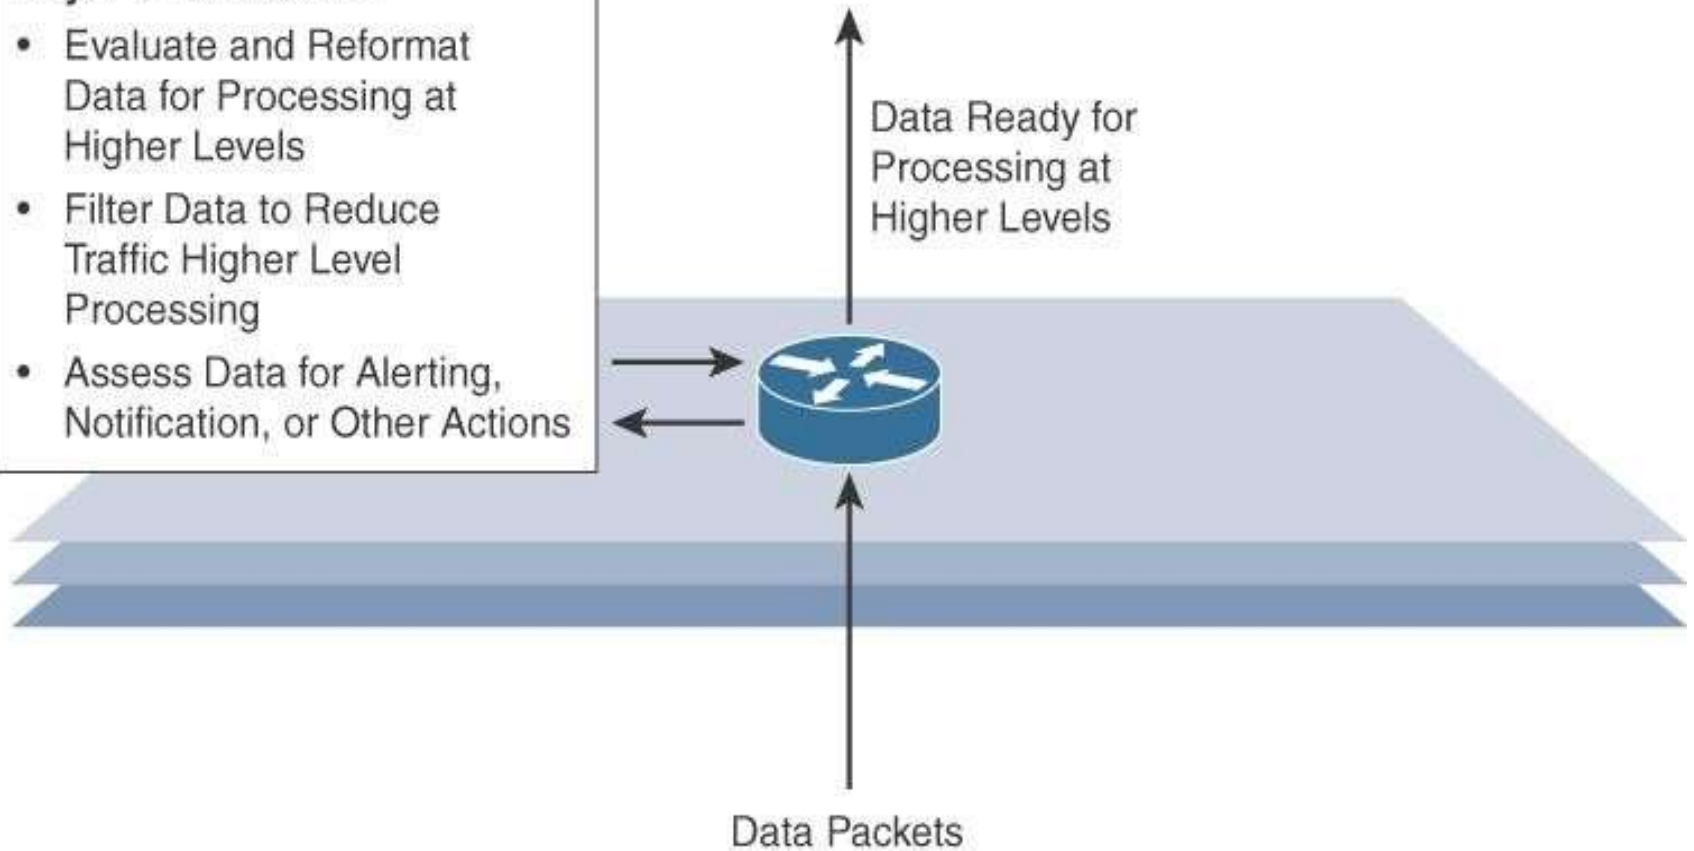 • Evaluate and Reformat
Data for Processing at
Higher Levels
• Filter Data to Reduce
Traffic Higher Level
Processing
• Assess Data for Alerting,
Notification, or Other Actions
Data Ready for
Processing at
Higher Levels
Data Packets